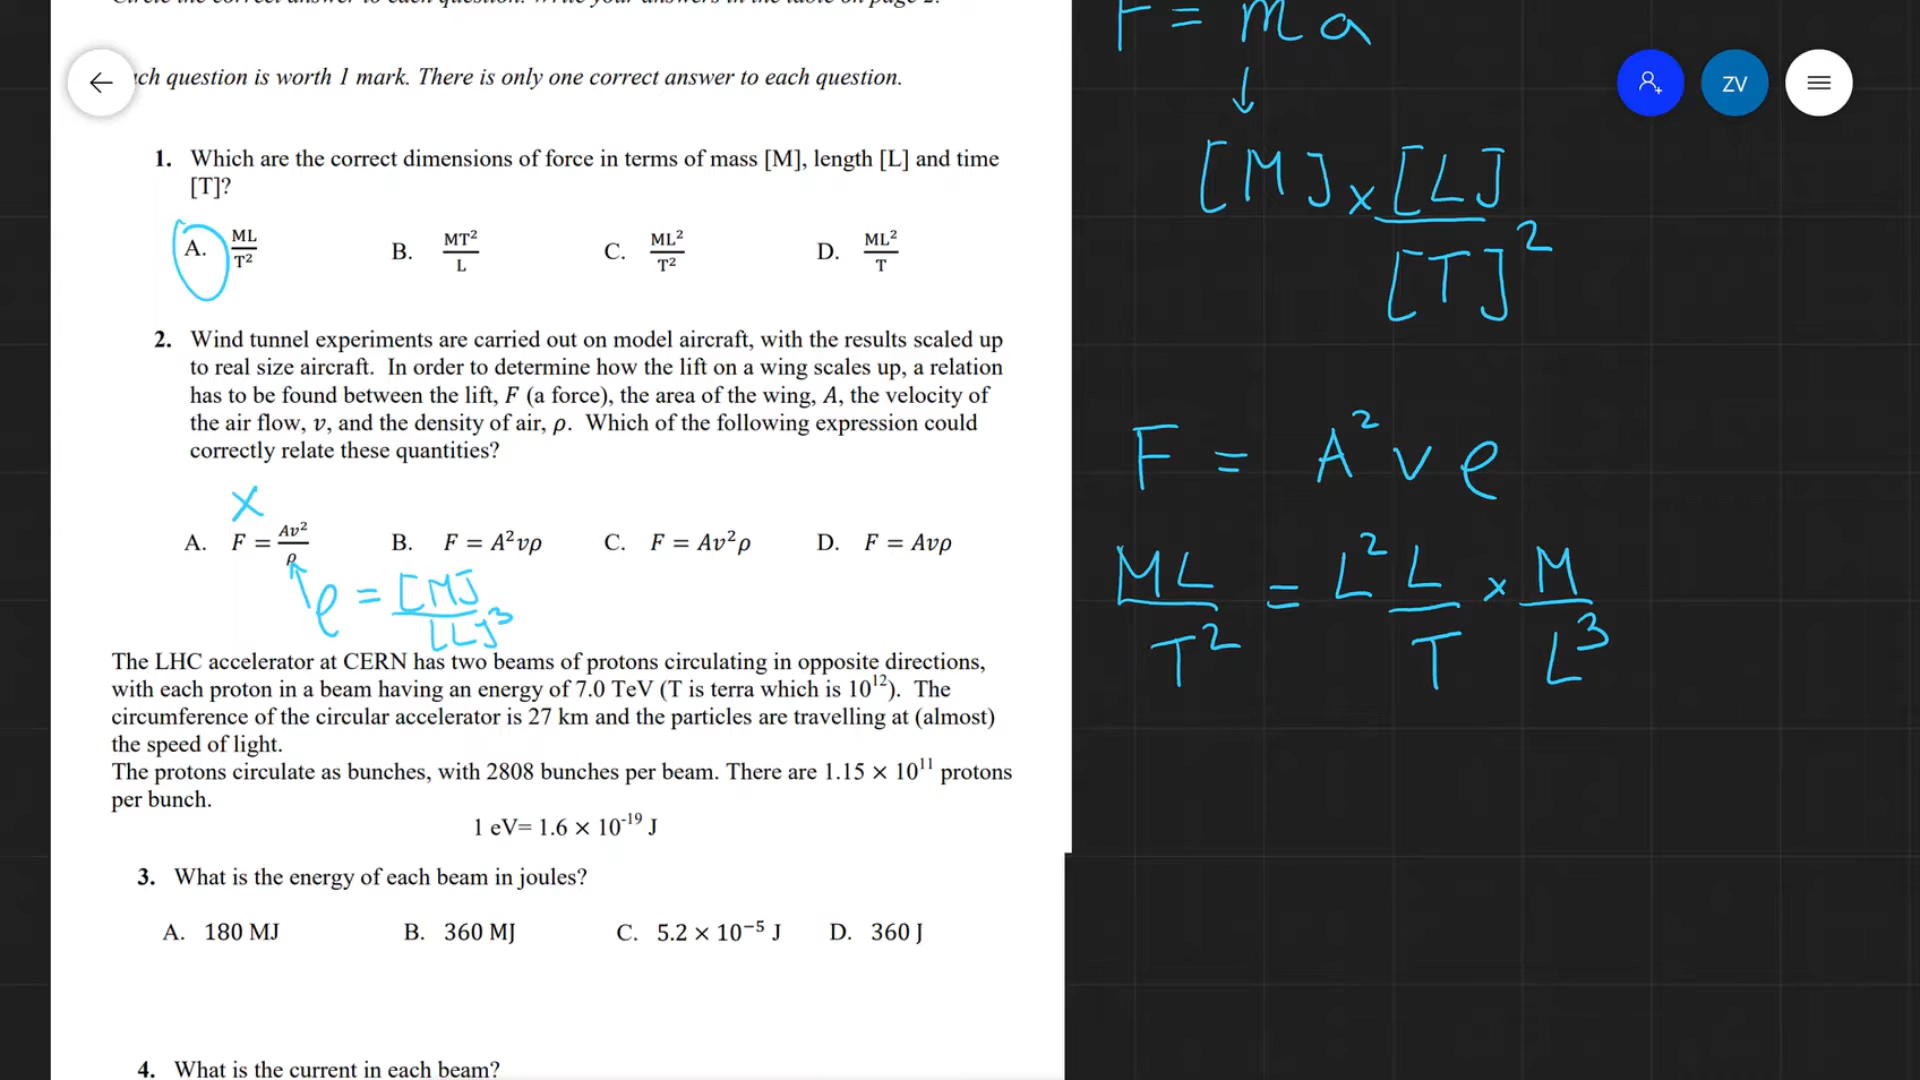 ch question is worth 1 mark. There is only one correct answer to each question.
1. Which are the correct dimensions of force in terms of mass [M], length [L] and time
[T]?
A. ML/T² B. MT²/L C. ML²/T² D. ML²/T
2. Wind tunnel experiments are carried out on model aircraft, with the results scaled up
to real size aircraft. In order to determine how the lift on a wing scales up, a relation
has to be found between the lift, F (a force), the area of the wing, A, the velocity of
the air flow, v, and the density of air, ρ. Which of the following expression could
correctly relate these quantities?
X
A. F = Av²/ρ B. F = A²vρ C. F = Av²ρ D. F = Avρ
ρ = [M]/[L]³
The LHC accelerator at CERN has two beams of protons circulating in opposite directions,
with each proton in a beam having an energy of 7.0 TeV (T is terra which is 10¹²). The
circumference of the circular accelerator is 27 km and the particles are travelling at (almost)
the speed of light.
The protons circulate as bunches, with 2808 bunches per beam. There are 1.15 × 10¹¹ protons
per bunch.
1 eV= 1.6 × 10⁻¹⁹ J
3. What is the energy of each beam in joules?
A. 180 MJ B. 360 MJ C. 5.2 × 10⁻⁵ J D. 360 J
4. What is the current in each beam?
F = ma
↓
[M] × [L]/[T]²
F = A² v ρ
ML/T² = L² L/T × M/L³
ZV